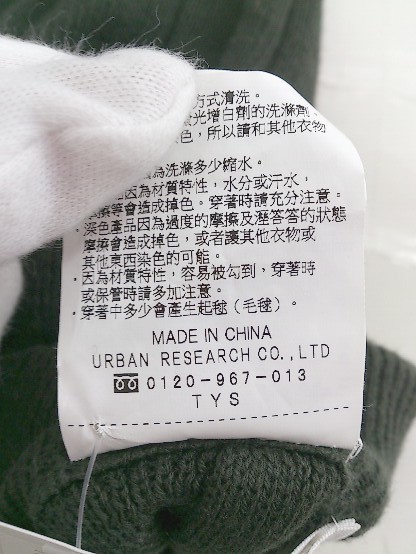 方式清洗。
光增白劑的洗滌劑。
色，所以請和其他衣物
為洗滌多少縮水。
因為材質特性，水分或汗水，
摩擦等會造成掉色。穿著時請充分注意。
·淺色產品因為過度的摩擦及溼答答的狀態
摩擦會造成掉色，或者讓其他衣物或
其他東西染色的可能。
·因為材質特性，容易被勾到，穿著時
或保管時請多加注意。
·穿著中多少會產生起毬（毛毬）。
MADE IN CHINA
URBAN RESEARCH CO.,LTD
0120-967-013
TYS